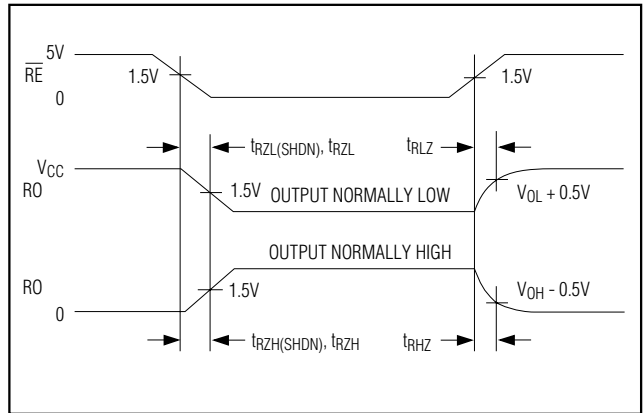 5V
RE
1.5V
1.5V
0
tRZL(SHDN), tRZL
tRLZ
VCC
RO
1.5V
OUTPUT NORMALLY LOW
VOL + 0.5V
OUTPUT NORMALLY HIGH
RO
1.5V
VOH - 0.5V
0
tRZH(SHDN), tRZH
tRHZ